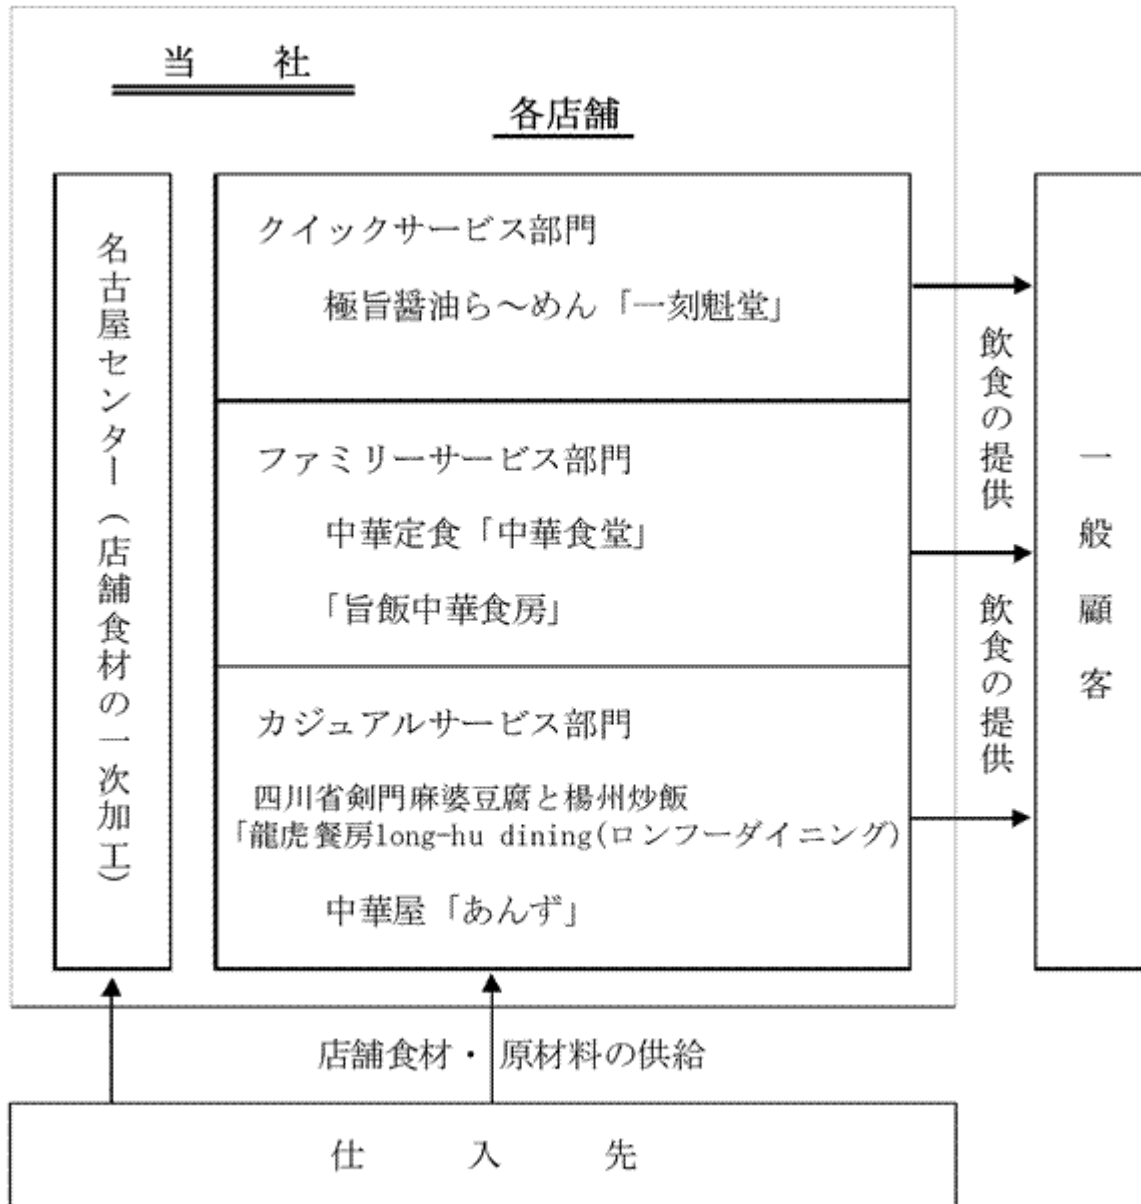 当　　社
各店舗
名古屋センター（店舗食材の一次加工）
クイックサービス部門
極旨醤油ら～めん「一刻魁堂」
ファミリーサービス部門
中華定食「中華食堂」
「旨飯中華食房」
カジュアルサービス部門
四川省剣門麻婆豆腐と楊州炒飯
「龍虎餐房long-hu dining(ロンフーダイニング)
中華屋「あんず」
飲食の提供
飲食の提供
一般顧客
店舗食材・ 原材料の供給
仕　　入　　先